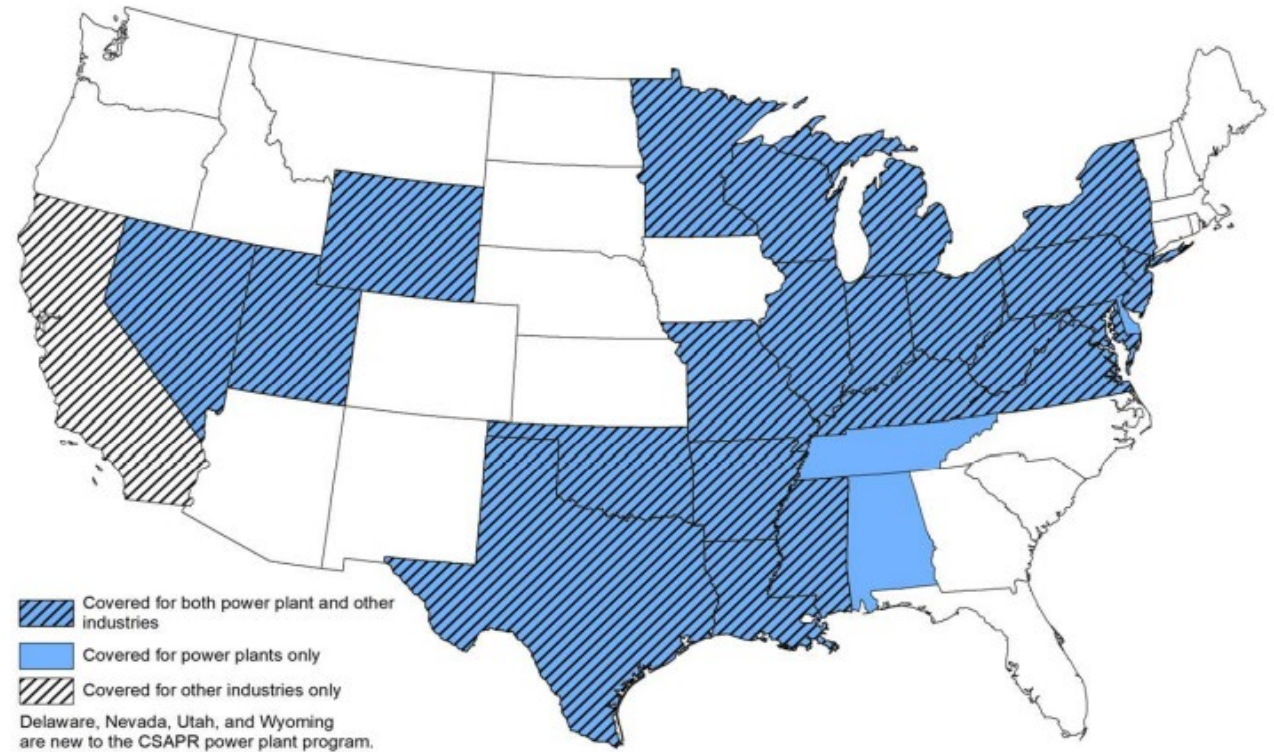 Covered for both power plant and other
industries
Covered for power plants only
Covered for other industries only
Delaware, Nevada, Utah, and Wyoming
are new to the CSAPR power plant program.